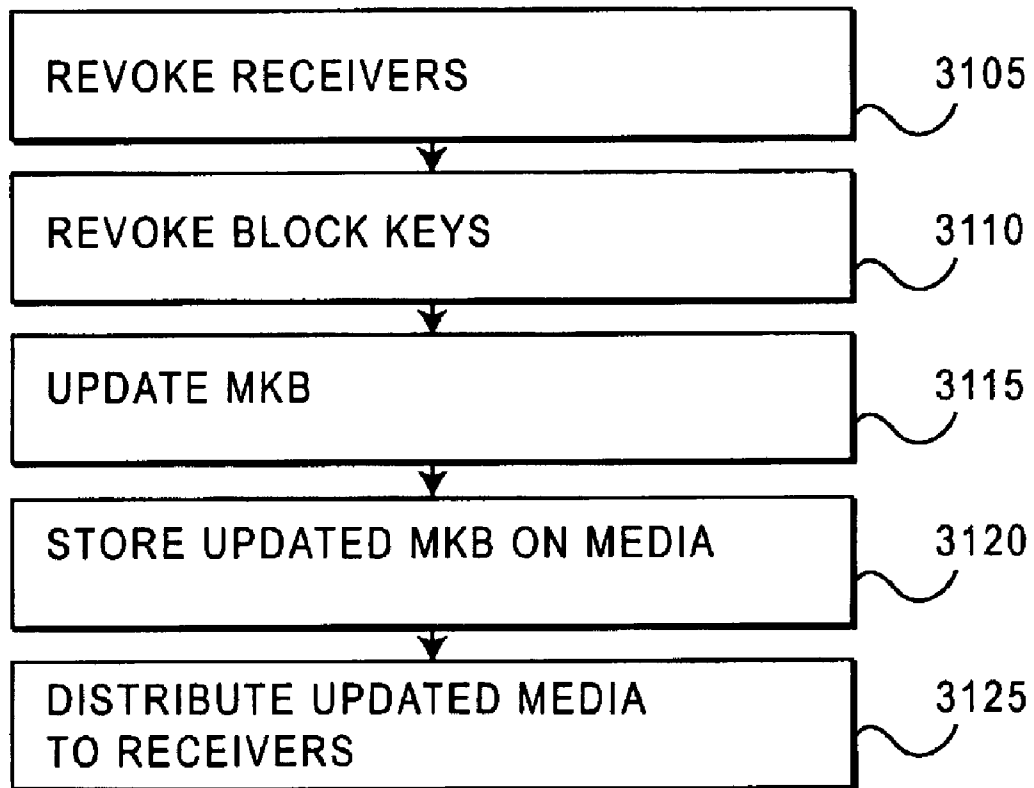 REVOKE RECEIVERS
3105
REVOKE BLOCK KEYS
3110
UPDATE MKB
3115
STORE UPDATED MKB ON MEDIA
3120
DISTRIBUTE UPDATED MEDIA
TO RECEIVERS
3125